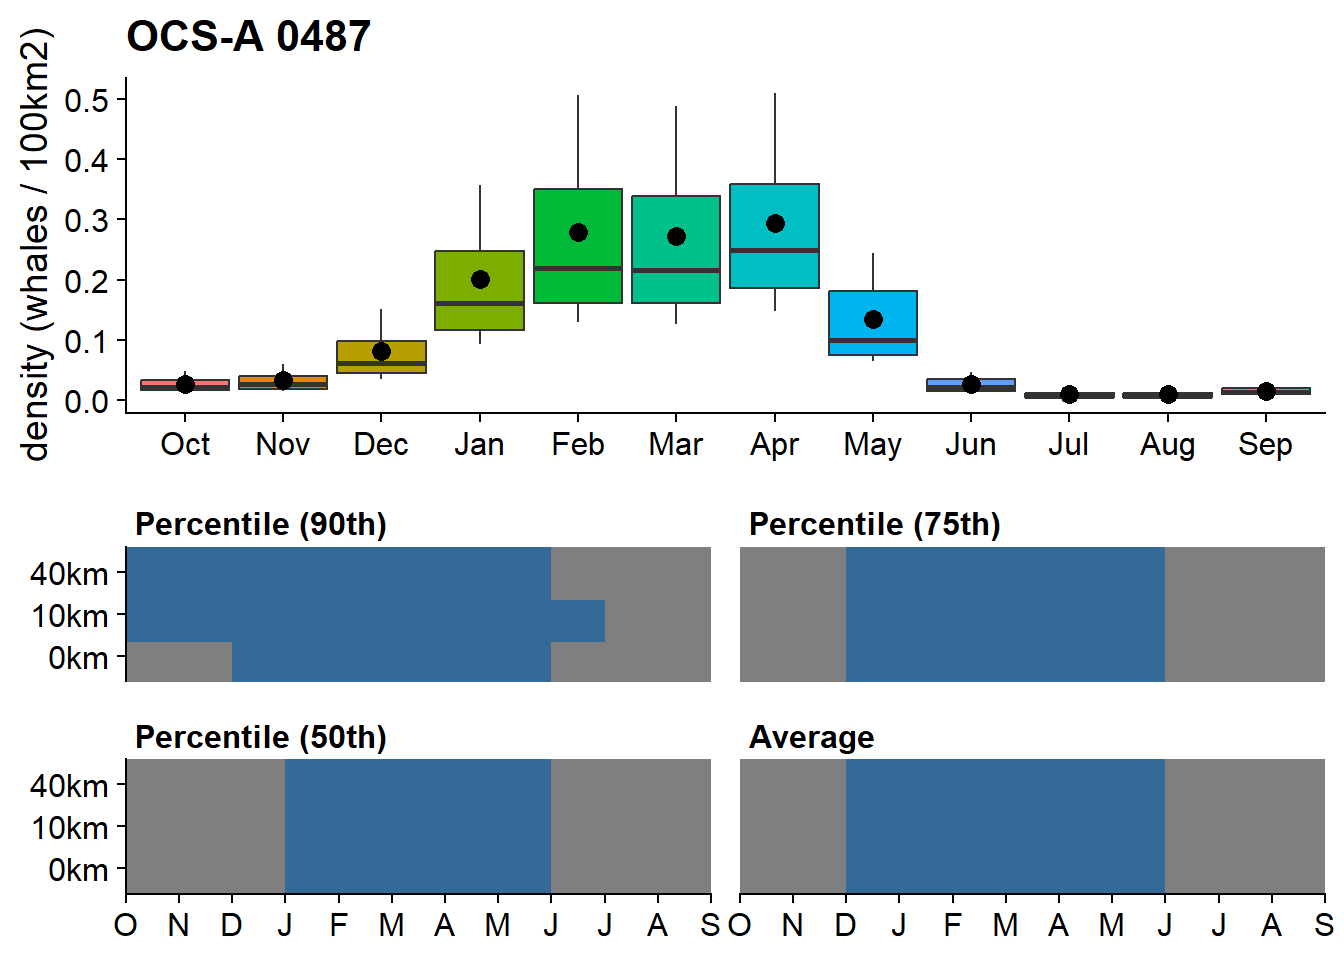 OCS-A 0487
density (whales / 100km2)
0.5
0.4
0.3
0.2
0.1
0.0
Oct Nov Dec Jan Feb Mar Apr May Jun Jul Aug Sep
Percentile (90th) Percentile (75th)
40km
10km
0km
Percentile (50th) Average
40km
10km
0km
O N D J F M A M J J A S O N D J F M A M J J A S